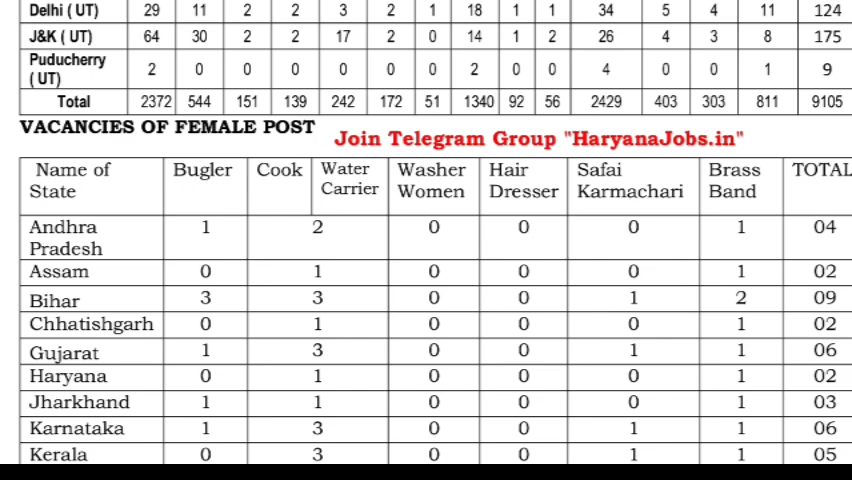 Delhi ( UT) 29 11 2 2 3 2 1 18 1 1 34 5 4 11 124
J&K ( UT) 64 30 2 2 17 2 0 14 1 2 26 4 3 8 175
Puducherry ( UT) 2 0 0 0 0 0 0 2 0 0 4 0 0 1 9
Total 2372 544 151 139 242 172 51 1340 92 56 2429 403 303 811 9105
VACANCIES OF FEMALE POST
Join Telegram Group "HaryanaJobs.in"
Name of State Bugler Cook Water Carrier Washer Women Hair Dresser Safai Karmachari Brass Band TOTAL
Andhra Pradesh 1 2 0 0 0 1 04
Assam 0 1 0 0 0 1 02
Bihar 3 3 0 0 1 2 09
Chhatishgarh 0 1 0 0 0 1 02
Gujarat 1 3 0 0 1 1 06
Haryana 0 1 0 0 0 1 02
Jharkhand 1 1 0 0 0 1 03
Karnataka 1 3 0 0 1 1 06
Kerala 0 3 0 0 1 1 05